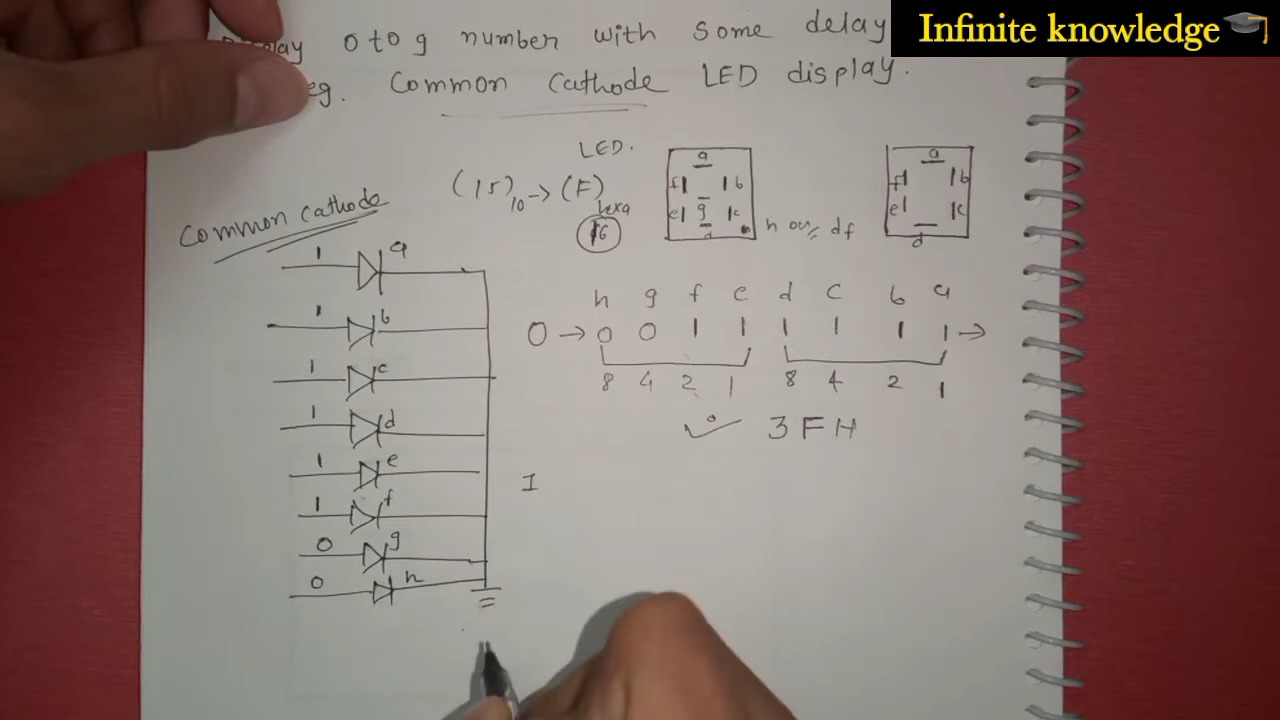 Infinite knowledge
0 to 9 number with some delay
eg. Common Cathode LED display.
LED.
(15)10 → (F)hexa
16
a
f b
g
e c
d
h or df
a
f b
e c
d
Common Cathode
1 a
1 b
1 c
1 d
1 e
1 f
0 g
0 h
h g f e d c b a
0 → 0 0 1 1 1 1 1 1 →
8 4 2 1 8 4 2 1
3FH
I